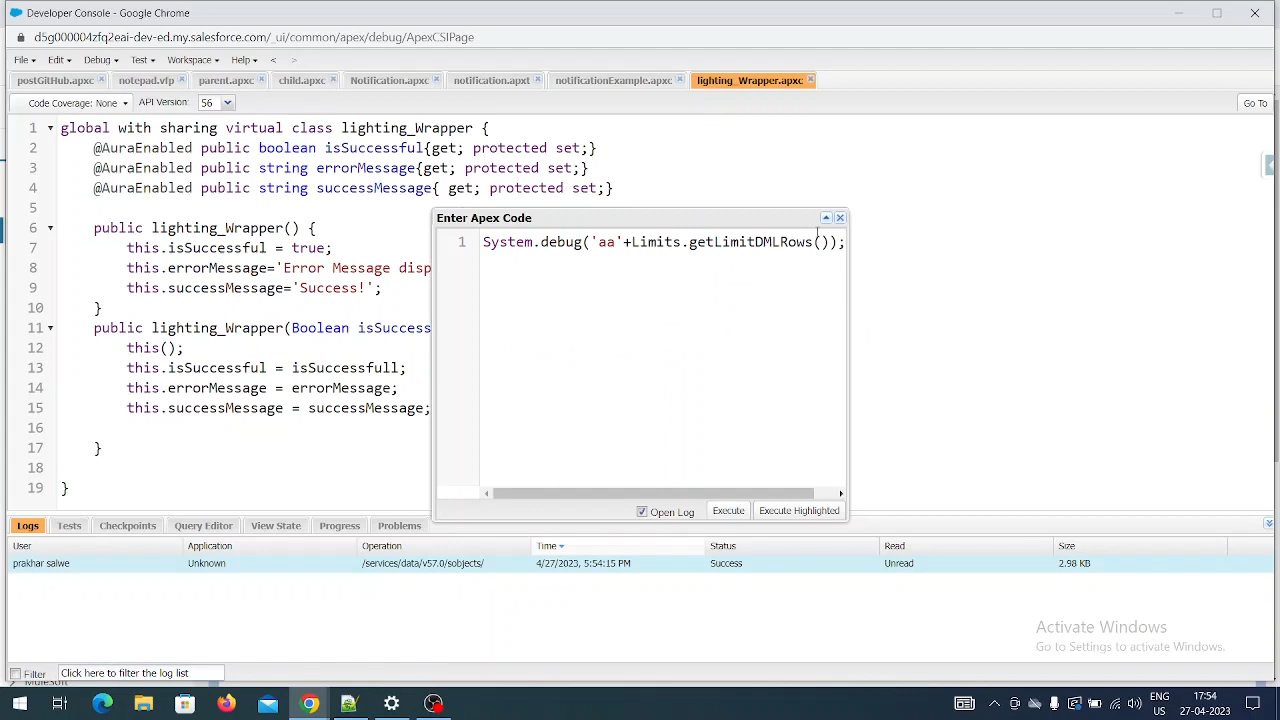 Developer Console - Google Chrome
d5g000004zfq2eai-dev-ed.my.salesforce.com/_ui/common/apex/debug/ApexCSIPage
File Edit Debug Test Workspace Help < >
postGitHub.apxc notepad.vfp parent.apxc child.apxc Notification.apxc notification.apxt notificationExample.apxc lighting_Wrapper.apxc
Code Coverage: None API Version: 56 Go To
1 global with sharing virtual class lighting_Wrapper {
2 @AuraEnabled public boolean isSuccessful{get; protected set;}
3 @AuraEnabled public string errorMessage{get; protected set;}
4 @AuraEnabled public string successMessage{ get; protected set;}
5
6 public lighting_Wrapper() {
7 this.isSuccessful = true;
8 this.errorMessage='Error Message disp
9 this.successMessage='Success!';
10 }
11 public lighting_Wrapper(Boolean isSuccess
12 this();
13 this.isSuccessful = isSuccessfull;
14 this.errorMessage = errorMessage;
15 this.successMessage = successMessage;
16
17 }
18
19 }
Enter Apex Code
1 System.debug('aa'+Limits.getLimitDMLRows());
Open Log Execute Execute Highlighted
Logs Tests Checkpoints Query Editor View State Progress Problems
User Application Operation Time Status Read Size
prakhar salwe Unknown /services/data/v57.0/sobjects/ 4/27/2023, 5:54:15 PM Success Unread 2.98 KB
Activate Windows
Go to Settings to activate Windows.
Filter Click here to filter the log list
MuleSoft
ENG
US
17:54
27-04-2023